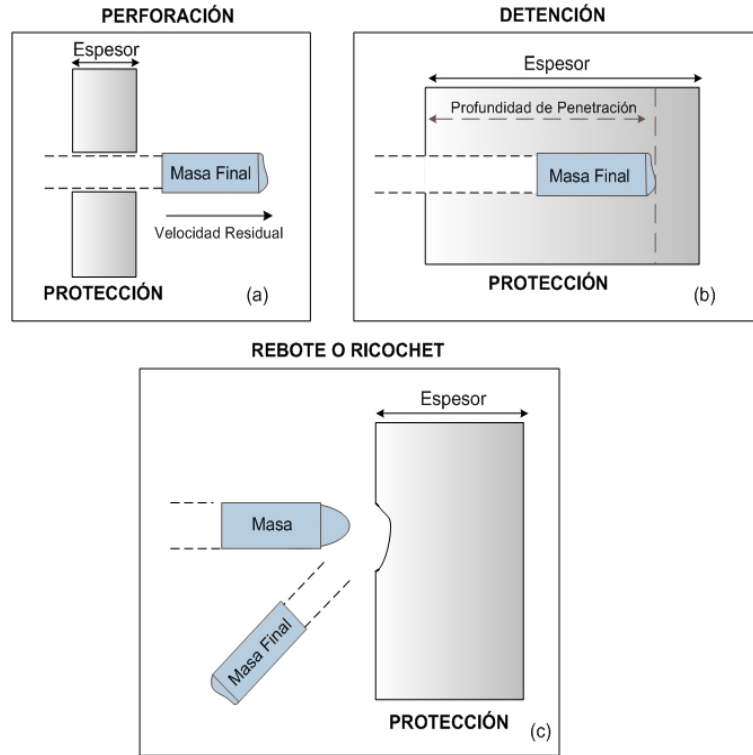 PERFORACIÓN
Espesor
Masa Final
Velocidad Residual
PROTECCIÓN
(a)
DETENCIÓN
Espesor
Profundidad de Penetración
Masa Final
PROTECCIÓN
(b)
REBOTE O RICOCHET
Espesor
Masa
Masa Final
PROTECCIÓN
(c)